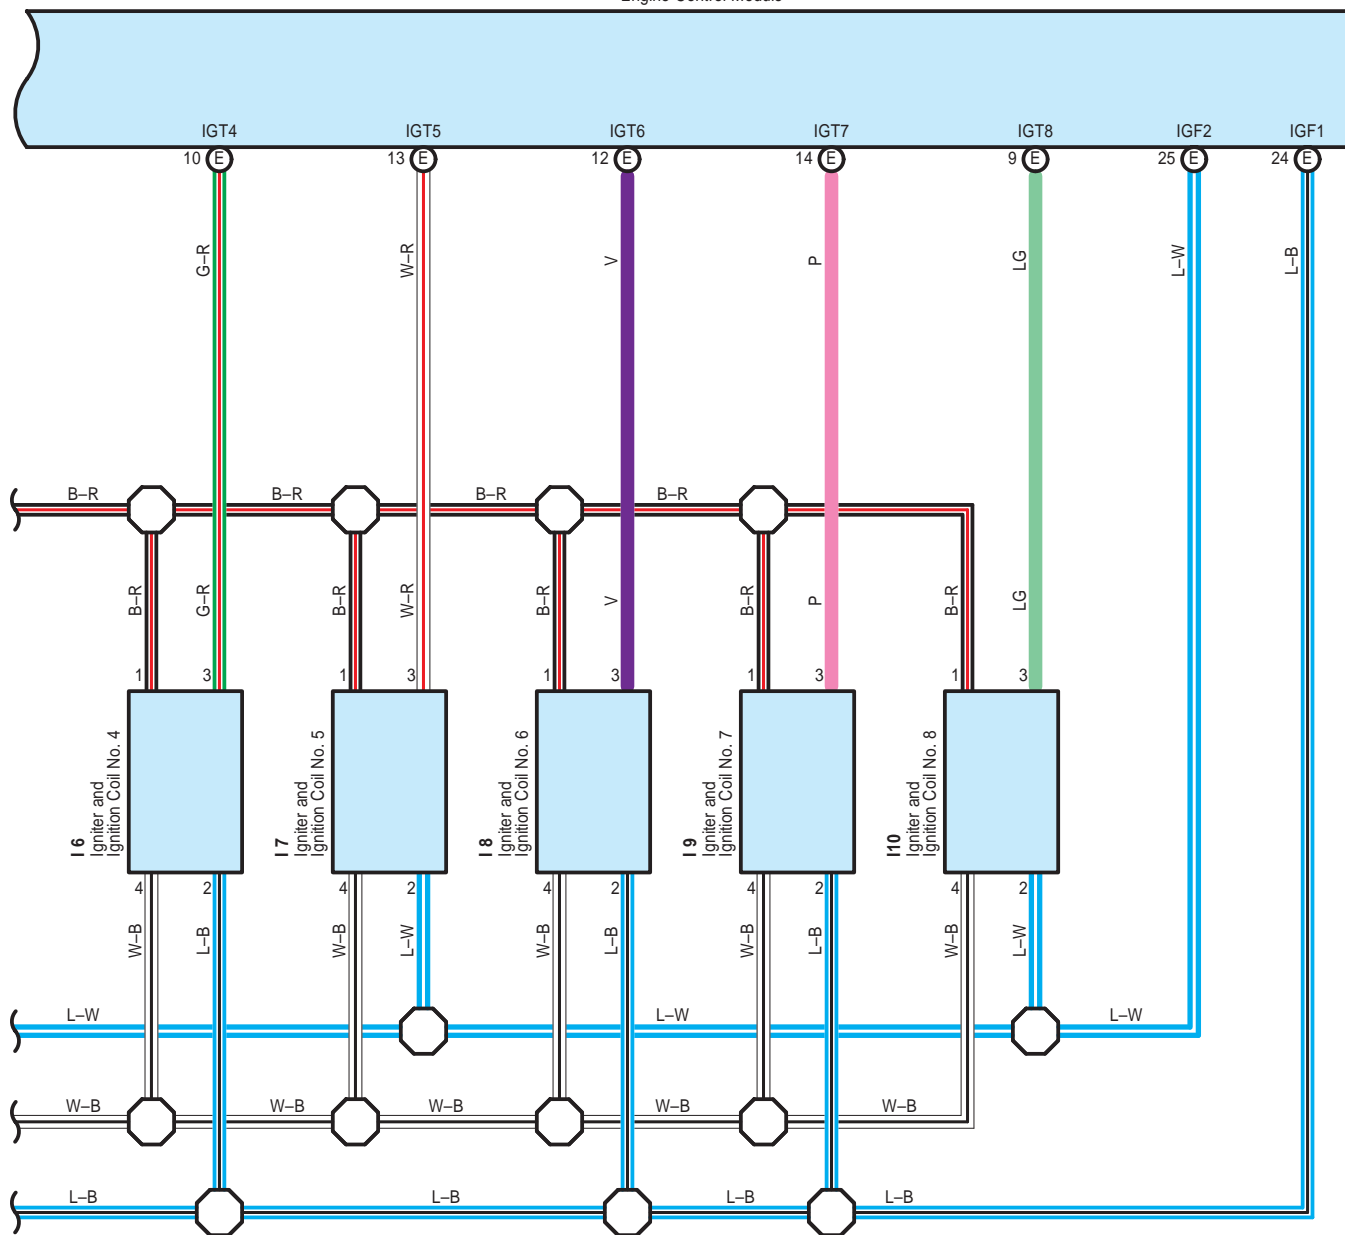 Engine Control Module
IGT4 IGT5 IGT6 IGT7 IGT8 IGF2 IGF1
10 E 13 E 12 E 14 E 9 E 25 E 24 E
G–R W–R V P LG L–W L–B
B–R B–R B–R B–R
B–R G–R B–R W–R B–R V B–R P B–R LG
1 3 1 3 1 3 1 3 1 3
I 6
Igniter and
Ignition Coil No. 4
I 7
Igniter and
Ignition Coil No. 5
I 8
Igniter and
Ignition Coil No. 6
I 9
Igniter and
Ignition Coil No. 7
I10
Igniter and
Ignition Coil No. 8
4 2 4 2 4 2 4 2 4 2
W–B L–B W–B L–W W–B L–B W–B L–B W–B L–W
L–W L–W L–W
W–B W–B W–B W–B W–B
L–B L–B L–B L–B